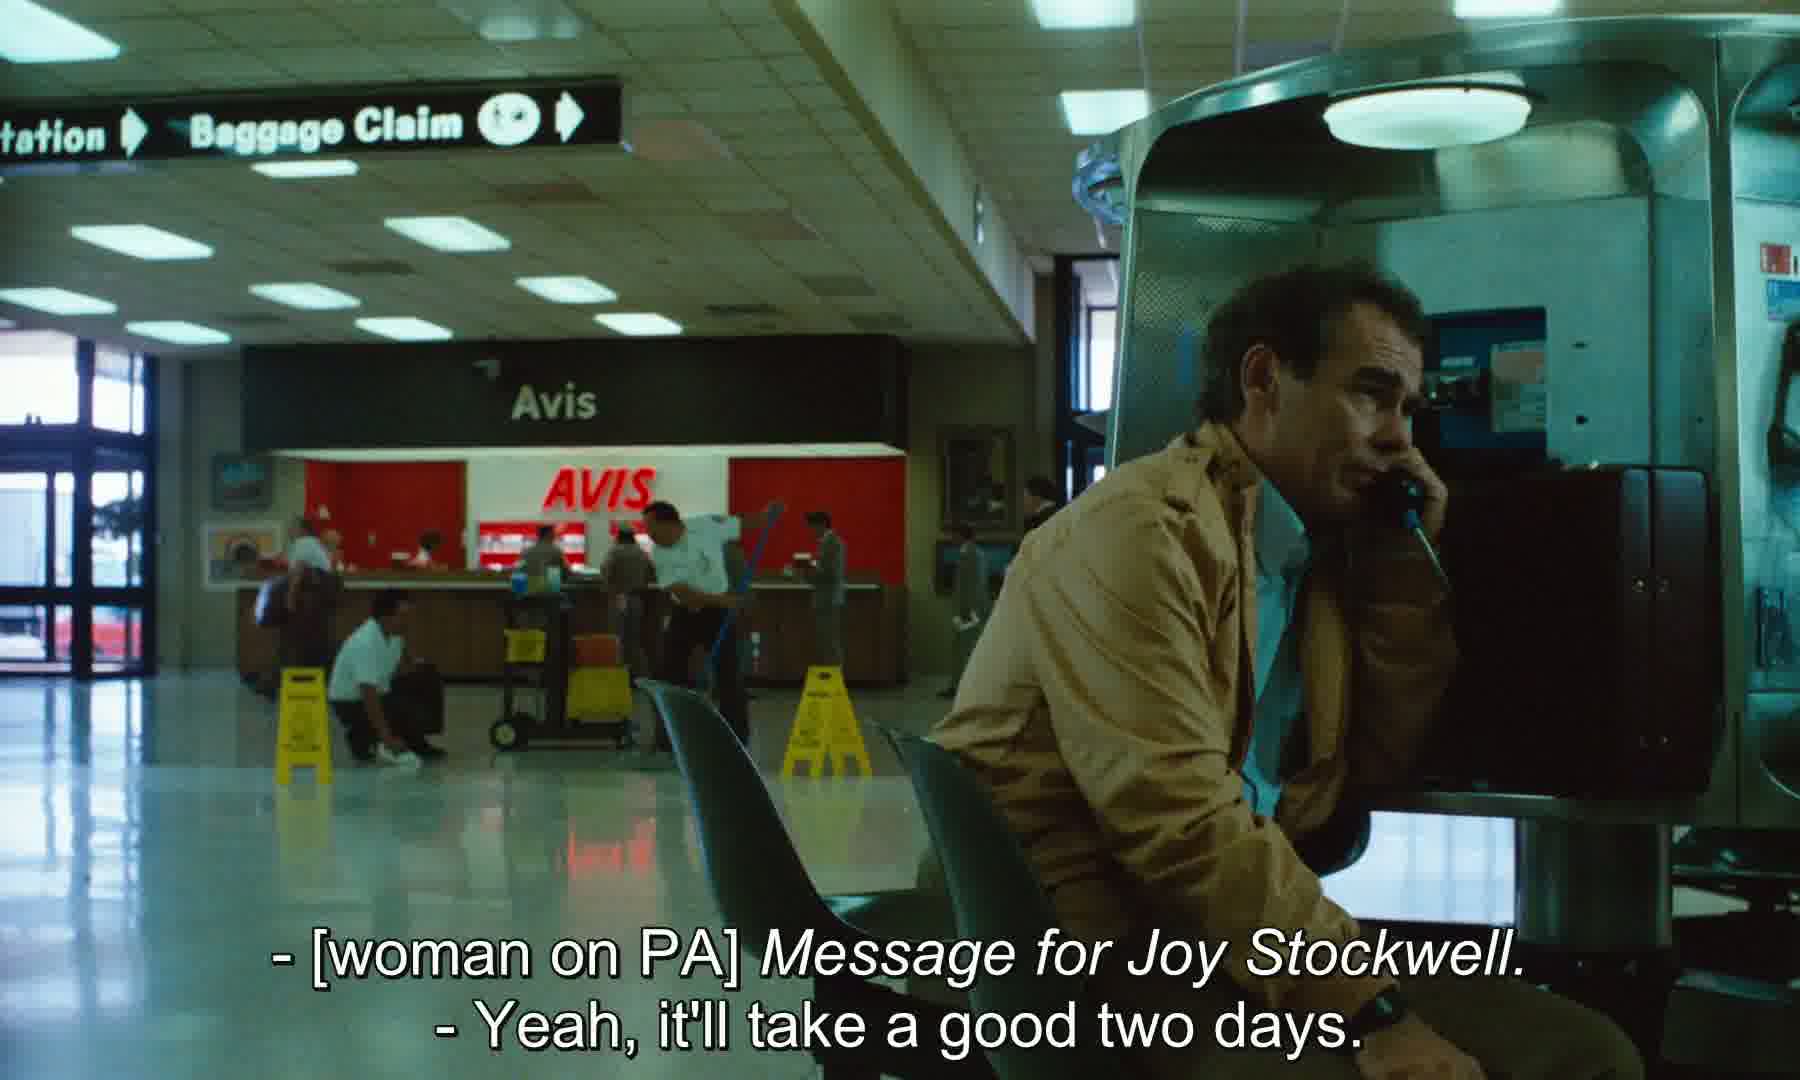 tation
Baggage Claim
Avis
AVIS
- [woman on PA] Message for Joy Stockwell.
- Yeah, it'll take a good two days.